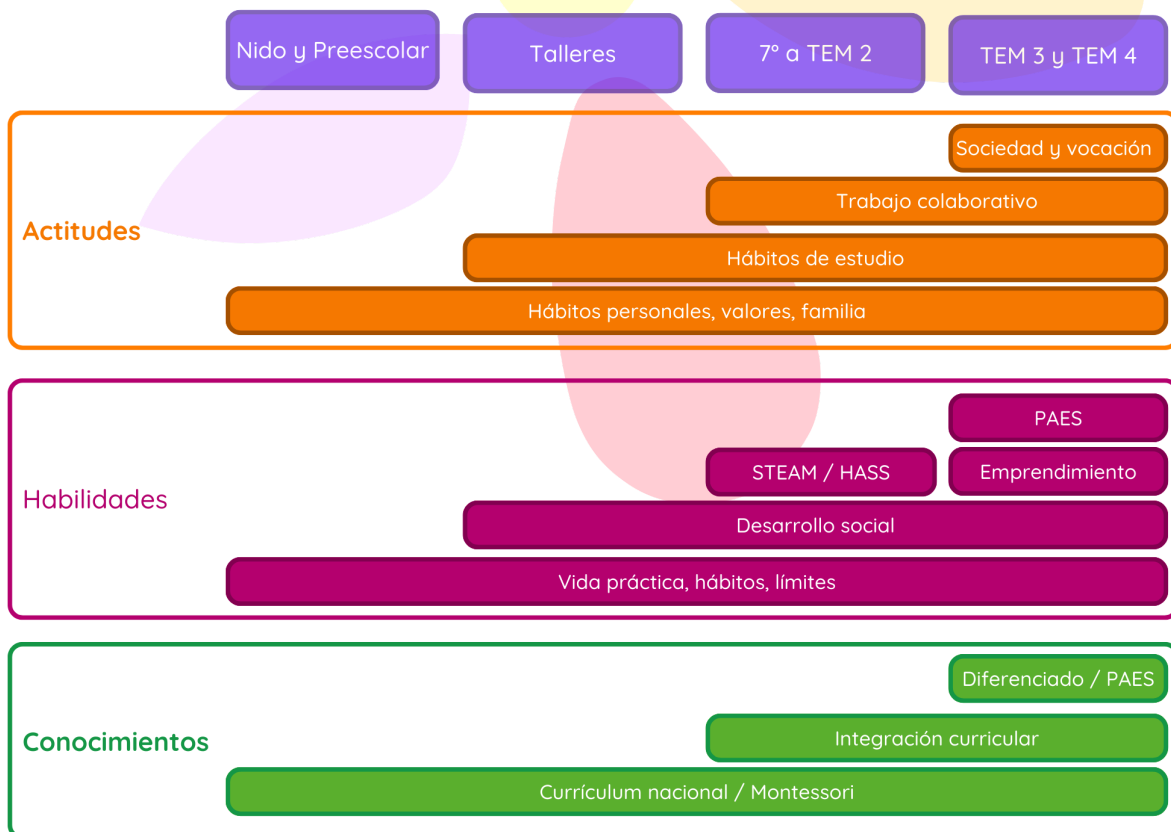 Nido y Preescolar
Talleres
7° a TEM 2
TEM 3 y TEM 4
Actitudes
Sociedad y vocación
Trabajo colaborativo
Hábitos de estudio
Hábitos personales, valores, familia
Habilidades
PAES
STEAM / HASS
Emprendimiento
Desarrollo social
Vida práctica, hábitos, límites
Conocimientos
Diferenciado / PAES
Integración curricular
Currículum nacional / Montessori